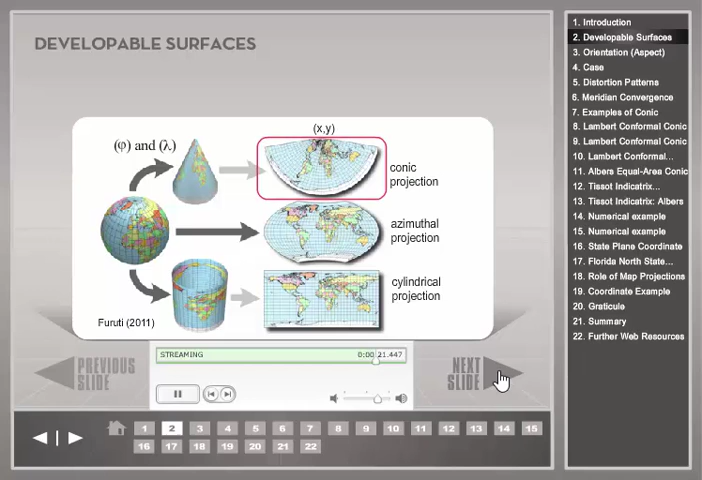 DEVELOPABLE SURFACES
(x,y)
(φ) and (λ)
conic
projection
azimuthal
projection
cylindrical
projection
Furuti (2011)
PREVIOUS
SLIDE
STREAMING
0:00
21.447
NEXT
SLIDE
1 2 3 4 5 6 7 8 9 10 11 12 13 14 15
16 17 18 19 20 21 22
1. Introduction
2. Developable Surfaces
3. Orientation (Aspect)
4. Case
5. Distortion Patterns
6. Meridian Convergence
7. Examples of Conic
8. Lambert Conformal Conic
9. Lambert Conformal Conic
10. Lambert Conformal...
11. Albers Equal-Area Conic
12. Tissot Indicatrix...
13. Tissot Indicatrix: Albers
14. Numerical example
15. Numerical example
16. State Plane Coordinate
17. Florida North State...
18. Role of Map Projections
19. Coordinate Example
20. Graticule
21. Summary
22. Further Web Resources